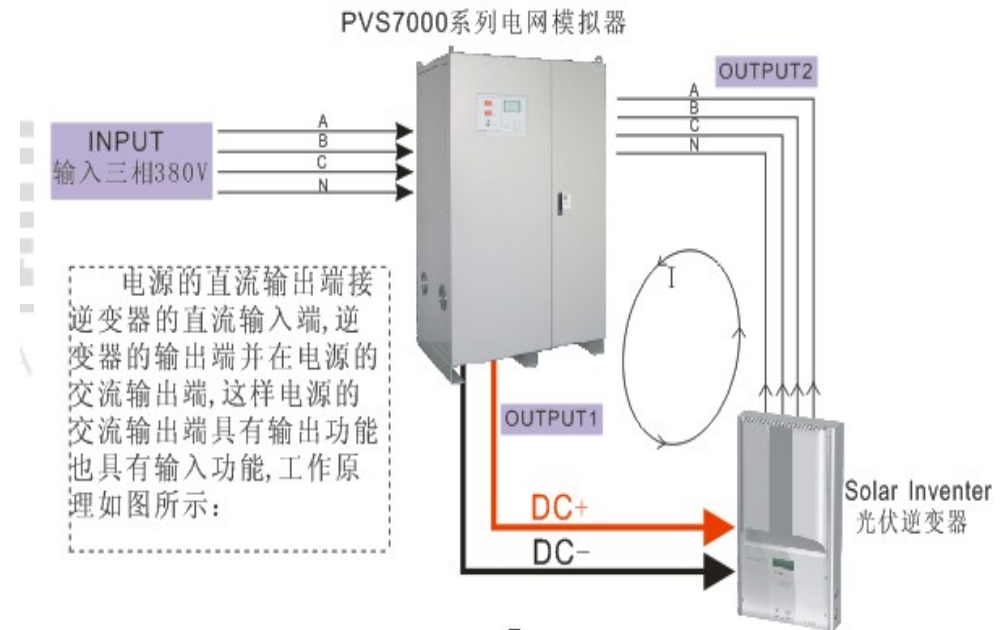 PVS7000系列电网模拟器
OUTPUT2
A
B
C
N
INPUT
输入三相380V
A
B
C
N
I
电源的直流输出端接
逆变器的直流输入端,逆
变器的输出端并在电源的
交流输出端,这样电源的
交流输出端具有输出功能
也具有输入功能,工作原
理如图所示:
OUTPUT1
DC+
DC-
Solar Inventer
光伏逆变器